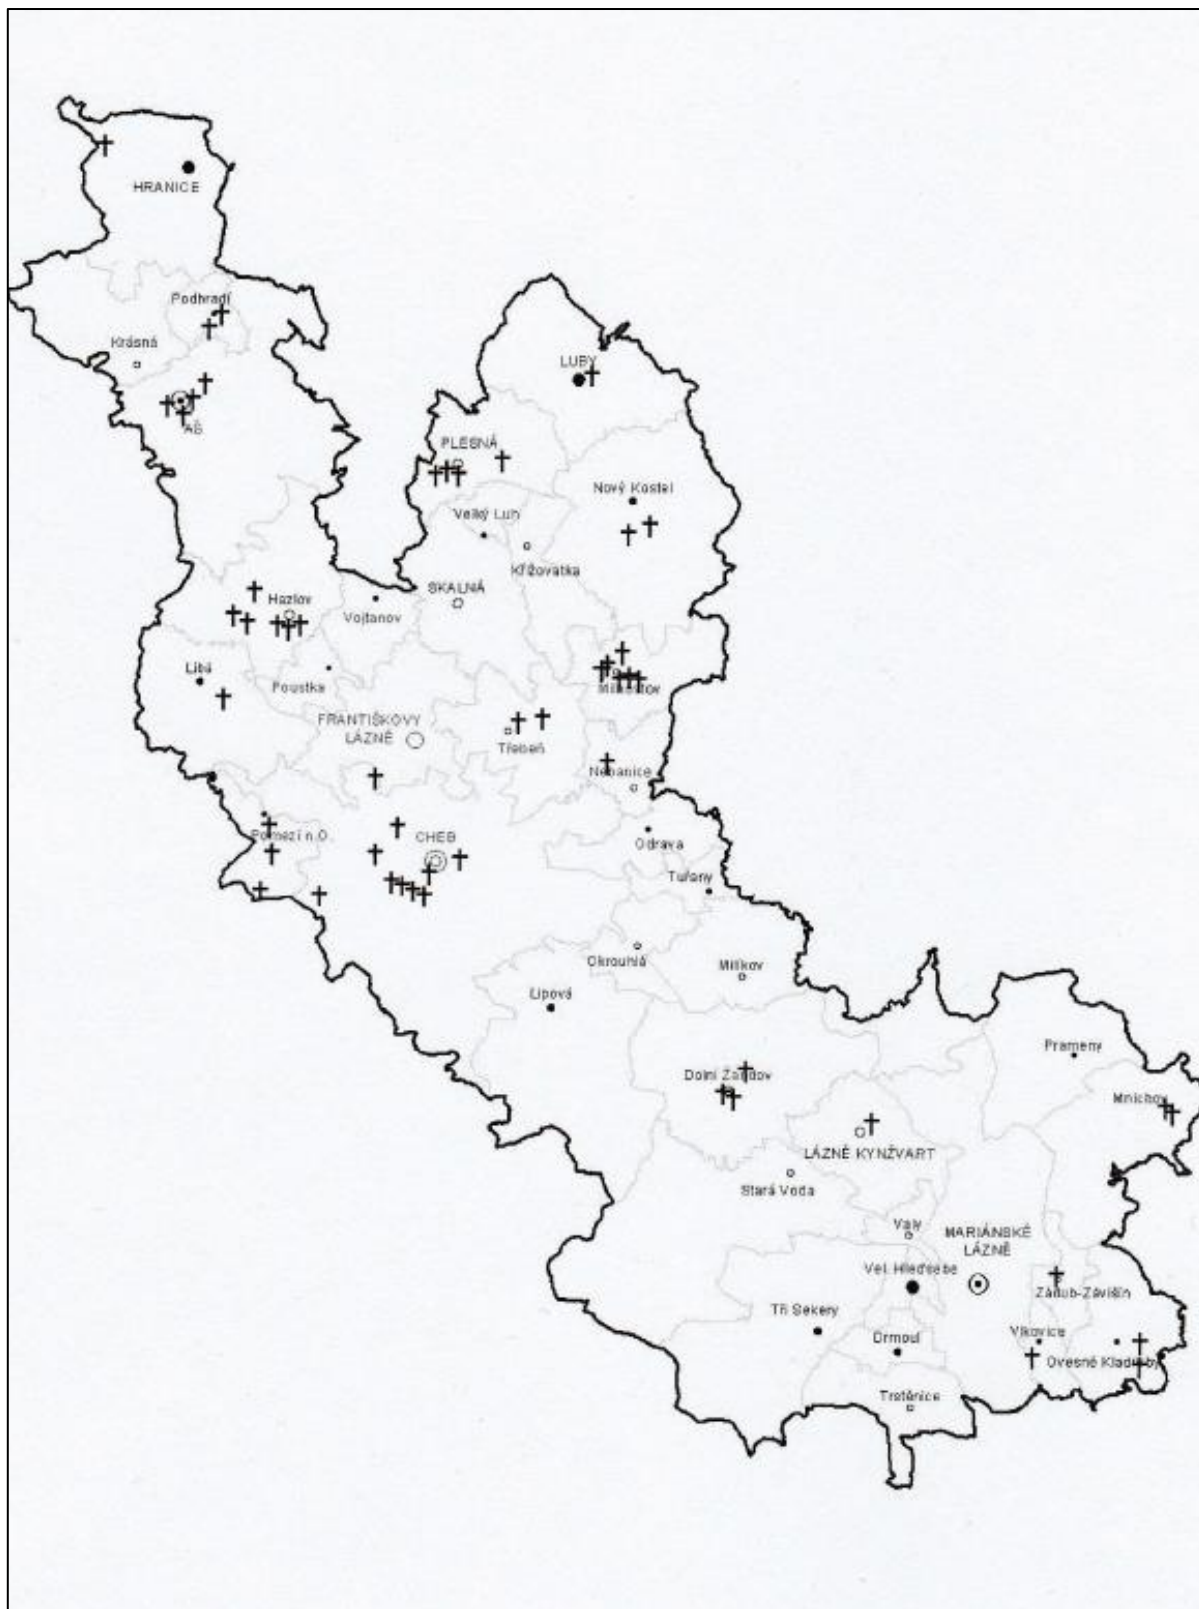 HRANICE
Podhradí
Krásná
AŠ
LUBY
PLESNÁ
Nový Kostel
Velký Luh
Křižovatka
SKALNÁ
Hazlov
Vojtanov
Libá
Poustka
Milhostov
FRANTIŠKOVY
LÁZNĚ
Třebeň
Nebanice
Pomezí n.O.
CHEB
Odrava
Tuřany
Okrouhlá
Milíkov
Lipová
Prameny
Dolní Žandov
Mnichov
LÁZNĚ KYNŽVART
Stará Voda
Valy
MARIÁNSKÉ
LÁZNĚ
Vel. Hleďsebe
Zádub-Závišín
Tři Sekery
Drmoul
Vlkovice
Ovesné Kladruby
Trstěnice